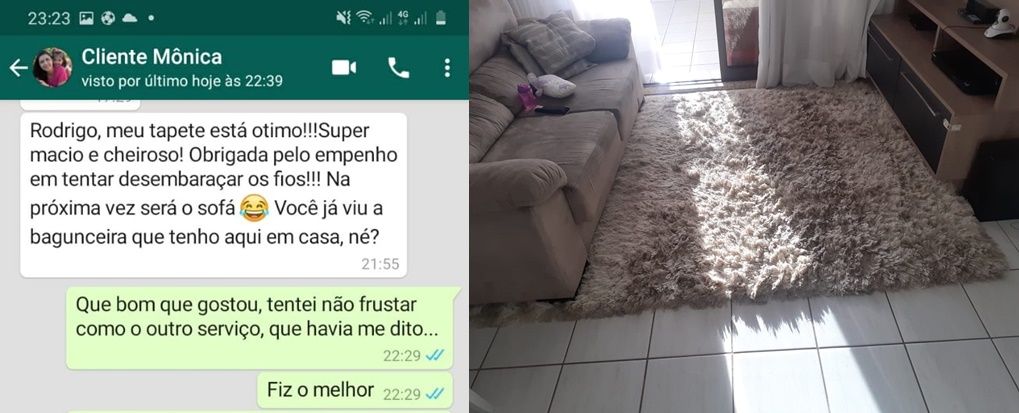 23:23
4G
Cliente Mônica
visto por último hoje às 22:39
Rodrigo, meu tapete está otimo!!!Super
macio e cheiroso! Obrigada pelo empenho
em tentar desembaraçar os fios!!! Na
próxima vez será o sofá 😂 Você já viu a
bagunceira que tenho aqui em casa, né?
21:55
Que bom que gostou, tentei não frustar
como o outro serviço, que havia me dito...
22:29
Fiz o melhor 22:29